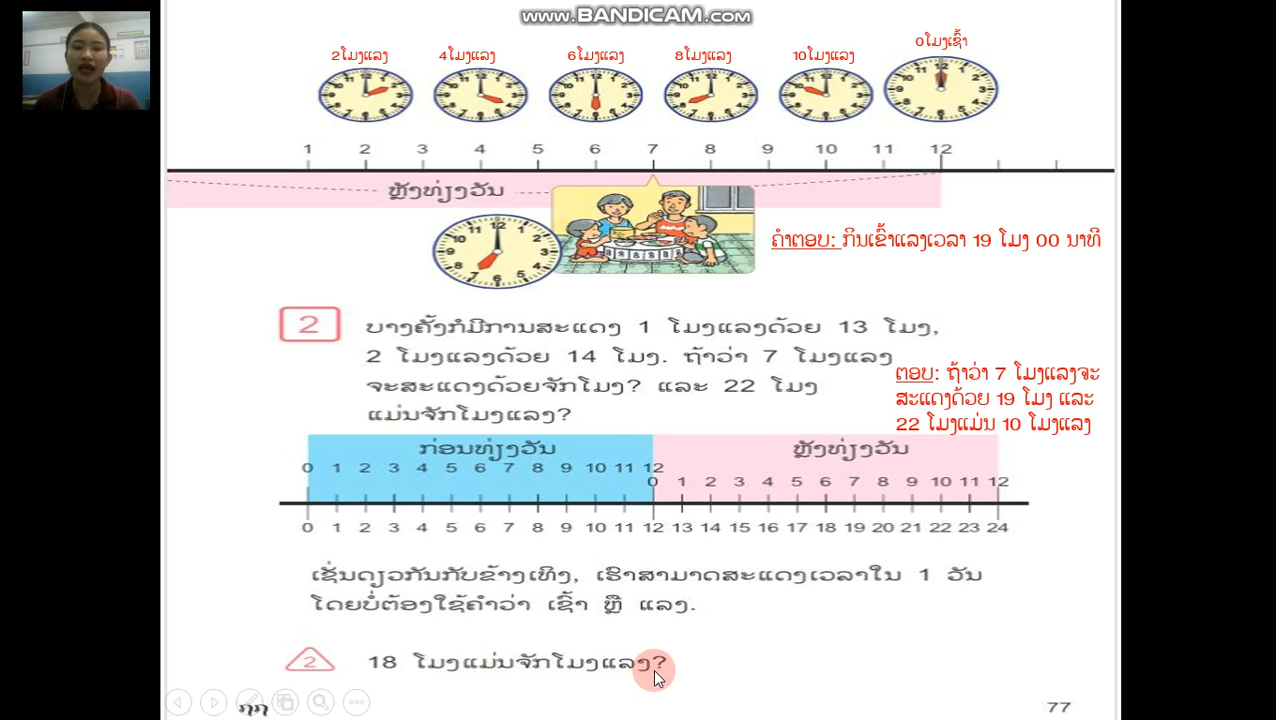 www.BANDICAM.com
2ໂມງແລງ 4ໂມງແລງ 6ໂມງແລງ 8ໂມງແລງ 10ໂມງແລງ 0ໂມງເຊົ້າ
1 2 3 4 5 6 7 8 9 10 11 12
ຫຼັງທ່ຽງວັນ
ຄຳຕອບ: ກິນເຂົ້າແລງເວລາ 19 ໂມງ 00 ນາທີ
2 ບາງຄັ້ງກໍມີການສະແດງ 1 ໂມງແລງດ້ວຍ 13 ໂມງ,
2 ໂມງແລງດ້ວຍ 14 ໂມງ. ຖ້າວ່າ 7 ໂມງແລງ
ຈະສະແດງດ້ວຍຈັກໂມງ? ແລະ 22 ໂມງ
ແມ່ນຈັກໂມງແລງ?
ຕອບ: ຖ້າວ່າ 7 ໂມງແລງຈະ
ສະແດງດ້ວຍ 19 ໂມງ ແລະ
22 ໂມງແມ່ນ 10 ໂມງແລງ
ກ່ອນທ່ຽງວັນ ຫຼັງທ່ຽງວັນ
0 1 2 3 4 5 6 7 8 9 10 11 12
0 1 2 3 4 5 6 7 8 9 10 11 12
0 1 2 3 4 5 6 7 8 9 10 11 12 13 14 15 16 17 18 19 20 21 22 23 24
ເຊັ່ນດຽວກັນກັບຂ້າງເທິງ, ເຮົາສາມາດສະແດງເວລາໃນ 1 ວັນ
ໂດຍບໍ່ຕ້ອງໃຊ້ຄຳວ່າ ເຊົ້າ ຫຼື ແລງ.
2 18 ໂມງແມ່ນຈັກໂມງແລງ?
77